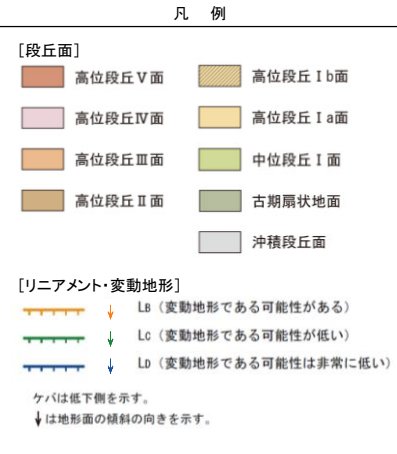 凡 例
[段丘面]
高位段丘Ⅴ面
高位段丘Ⅰb面
高位段丘Ⅳ面
高位段丘Ⅰa面
高位段丘Ⅲ面
中位段丘Ⅰ面
高位段丘Ⅱ面
古期扇状地面
沖積段丘面
[リニアメント・変動地形]
LB（変動地形である可能性がある）
LC（変動地形である可能性が低い）
LD（変動地形である可能性は非常に低い）
ケバは低下側を示す。
↓は地形面の傾斜の向きを示す。